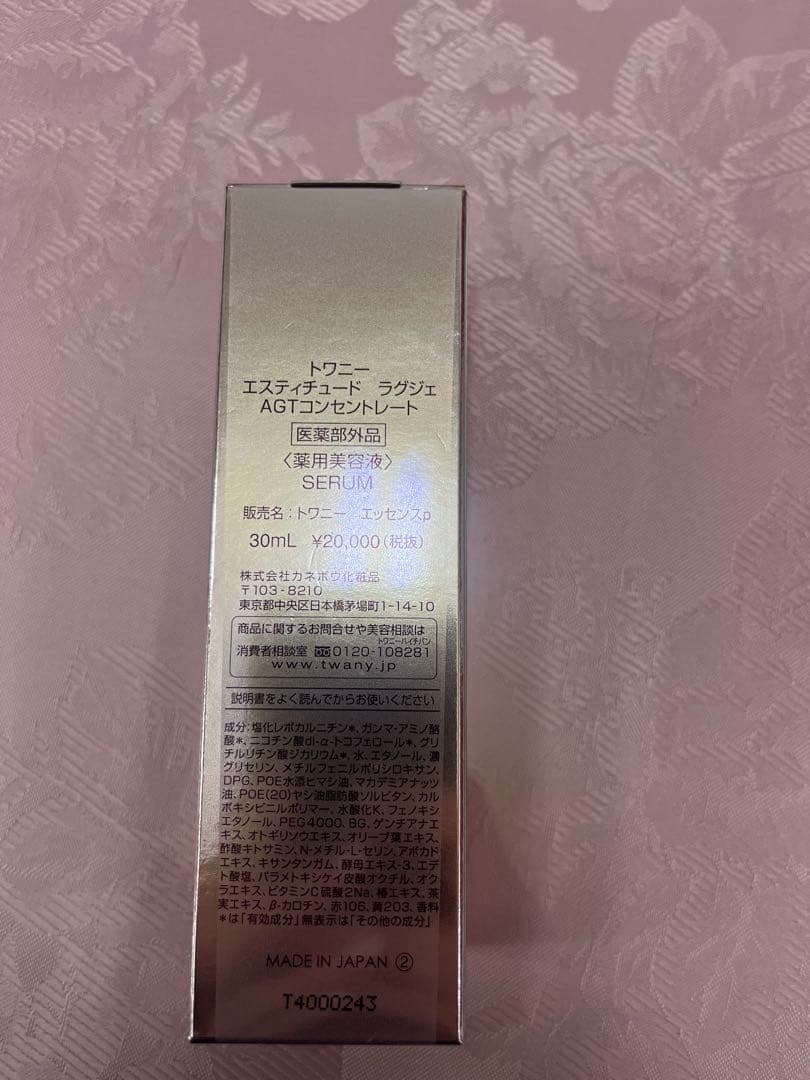 トワニー
エスティチュード　ラグジェ
AGTコンセントレート
医薬部外品
〈薬用美容液〉
SERUM
販売名：トワニー　エッセンスp
30mL　¥20,000(税抜)
株式会社カネボウ化粧品
〒103-8210
東京都中央区日本橋茅場町1-14-10
商品に関するお問合せや美容相談は
トワニーハイチバン
消費者相談室 0120-108281
www.twany.jp
説明書をよく読んでからお使いください
成分：塩化レボカルニチン*、ガンマ-アミノ酪
酸*、ニコチン酸dl-α-トコフェロール*、グリ
チルリチン酸ジカリウム*、水、エタノール、濃
グリセリン、メチルフェニルポリシロキサン、
DPG、POE水添ヒマシ油、マカデミアナッツ
油、POE(20)ヤシ油脂肪酸ソルビタン、カル
ボキシビニルポリマー、水酸化K、フェノキシ
エタノール、PEG4000、BG、ゲンチアナエ
キス、オトギリソウエキス、オリーブ葉エキス、
酢酸キトサミン、N-メチル-L-セリン、アボカド
エキス、キサンタンガム、酵母エキス-3、エデ
ト酸塩、パラメトキシケイ皮酸オクチル、オク
ラエキス、ビタミンC硫酸2Na、椿エキス、茶
実エキス、β-カロチン、赤106、黄203、香料
*は「有効成分」無表示は「その他の成分」
MADE IN JAPAN ②
T4000243